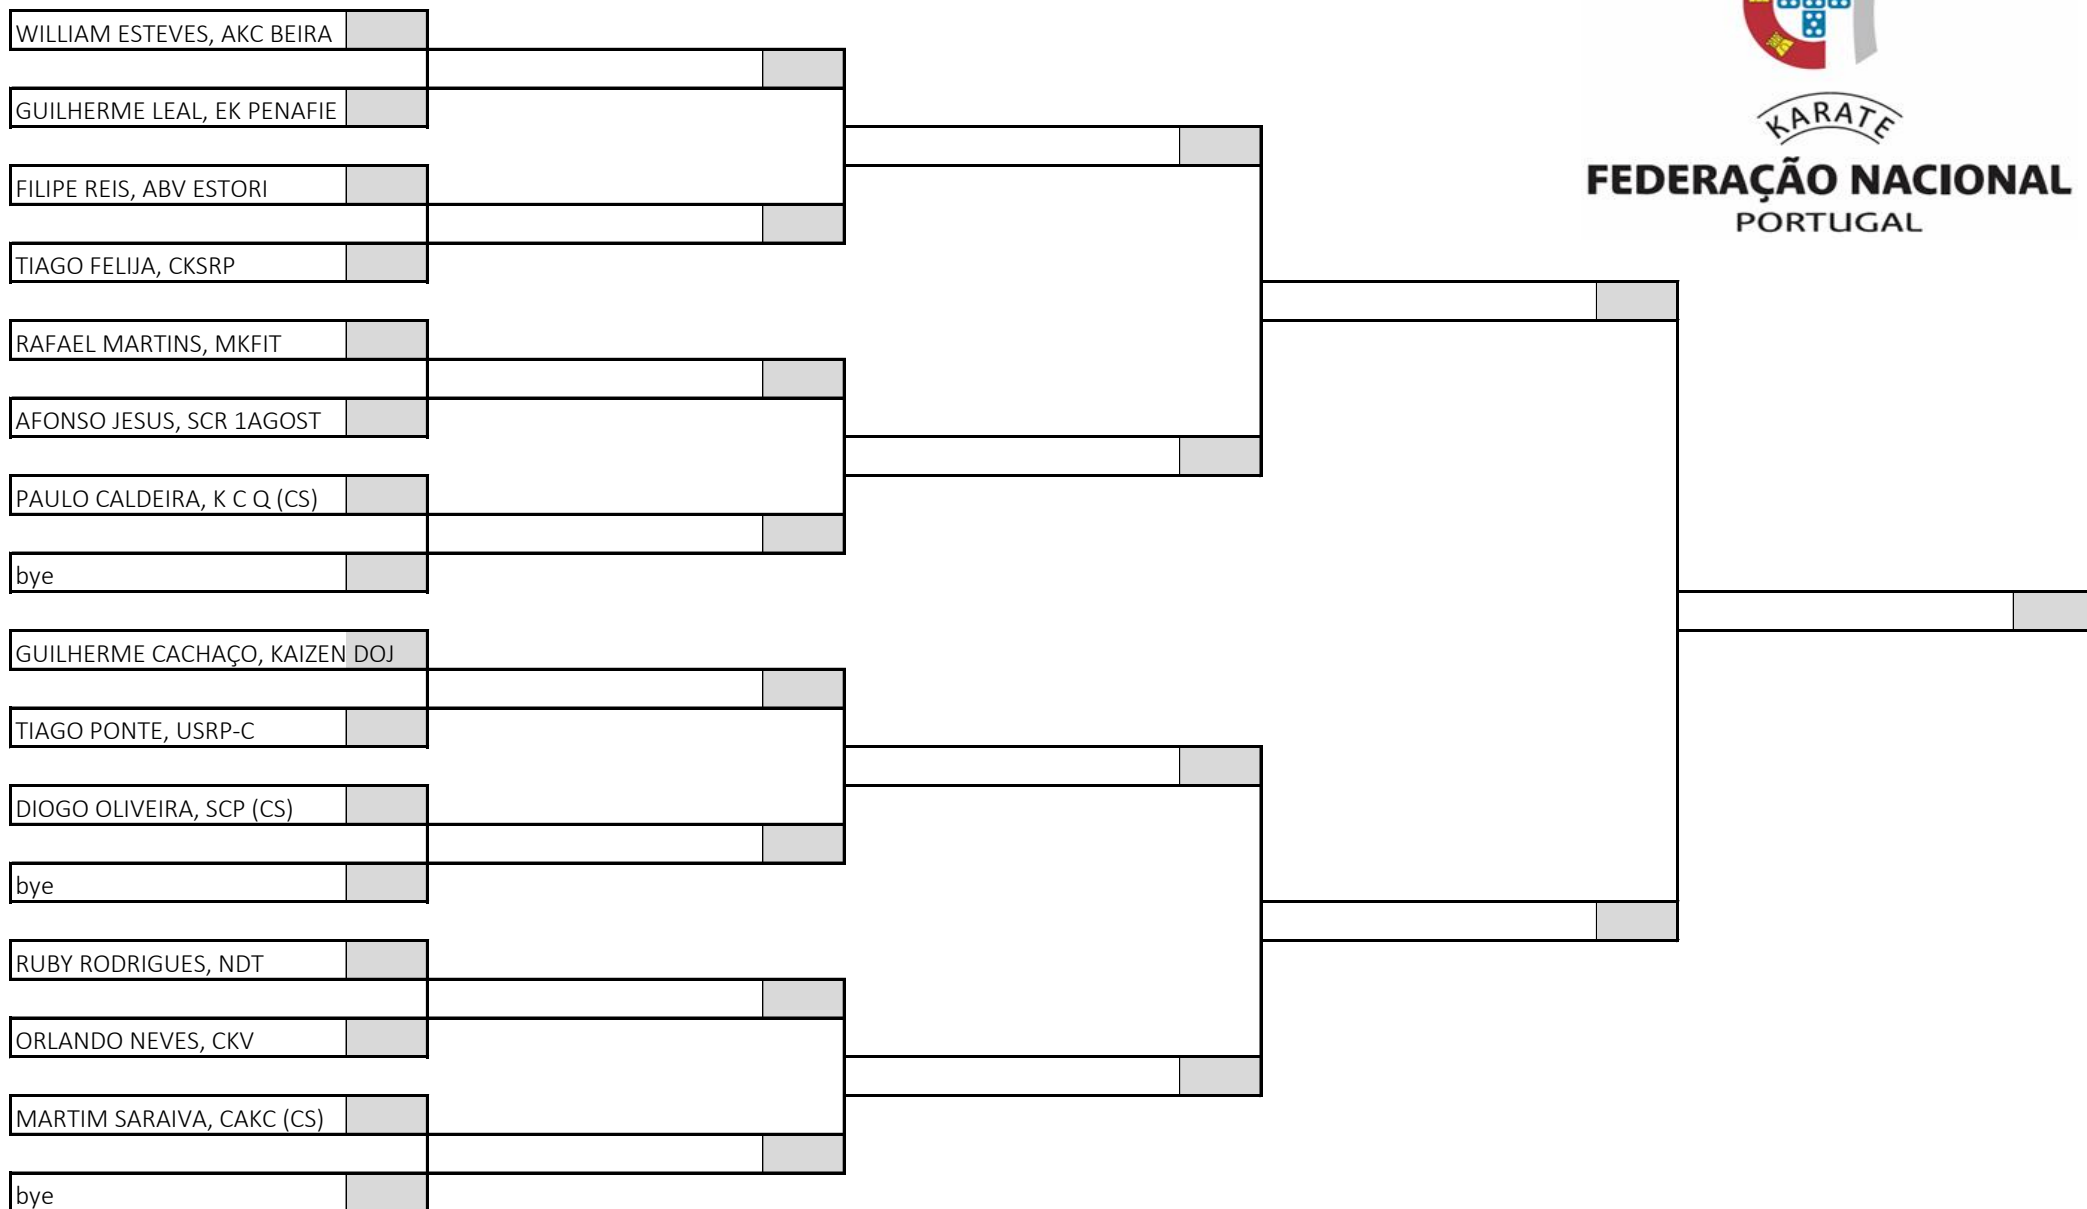 WILLIAM ESTEVES, AKC BEIRA
GUILHERME LEAL, EK PENAFIE
FILIPE REIS, ABV ESTORI
TIAGO FELIJA, CKSRP
RAFAEL MARTINS, MKFIT
AFONSO JESUS, SCR 1AGOST
PAULO CALDEIRA, K C Q (CS)
bye
GUILHERME CACHAÇO, KAIZEN DOJ
TIAGO PONTE, USRP-C
DIOGO OLIVEIRA, SCP (CS)
bye
RUBY RODRIGUES, NDT
ORLANDO NEVES, CKV
MARTIM SARAIVA, CAKC (CS)
bye
KARATE
FEDERAÇÃO NACIONAL
PORTUGAL